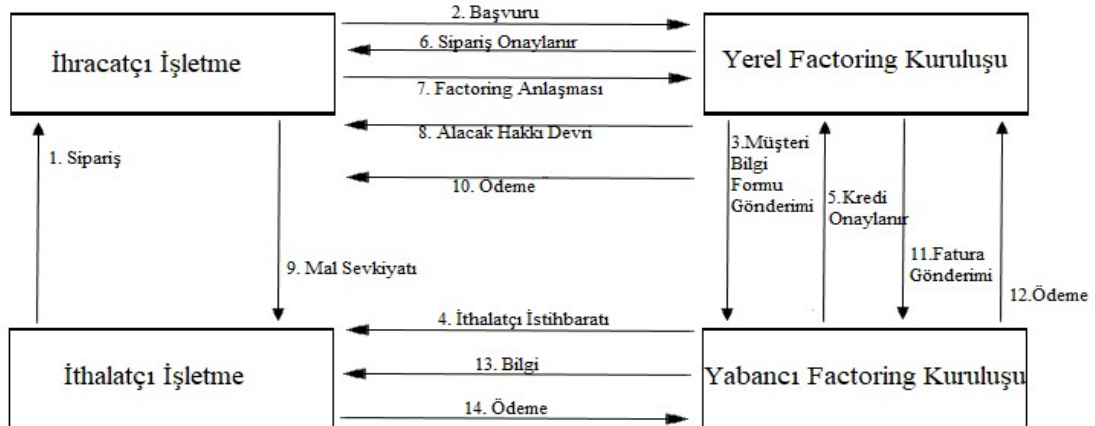 2. Başvuru
6. Sipariş Onaylanır
İhracatçı İşletme
Yerel Factoring Kuruluşu
7. Factoring Anlaşması
8. Alacak Hakkı Devri
1. Sipariş
10. Ödeme
3.Müşteri
Bilgi
Formu
Gönderimi
5.Kredi
Onaylanır
9. Mal Sevkiyatı
11.Fatura
Gönderimi
12.Ödeme
4. İthalatçı İstihbaratı
İthalatçı İşletme
13. Bilgi
Yabancı Factoring Kuruluşu
14. Ödeme